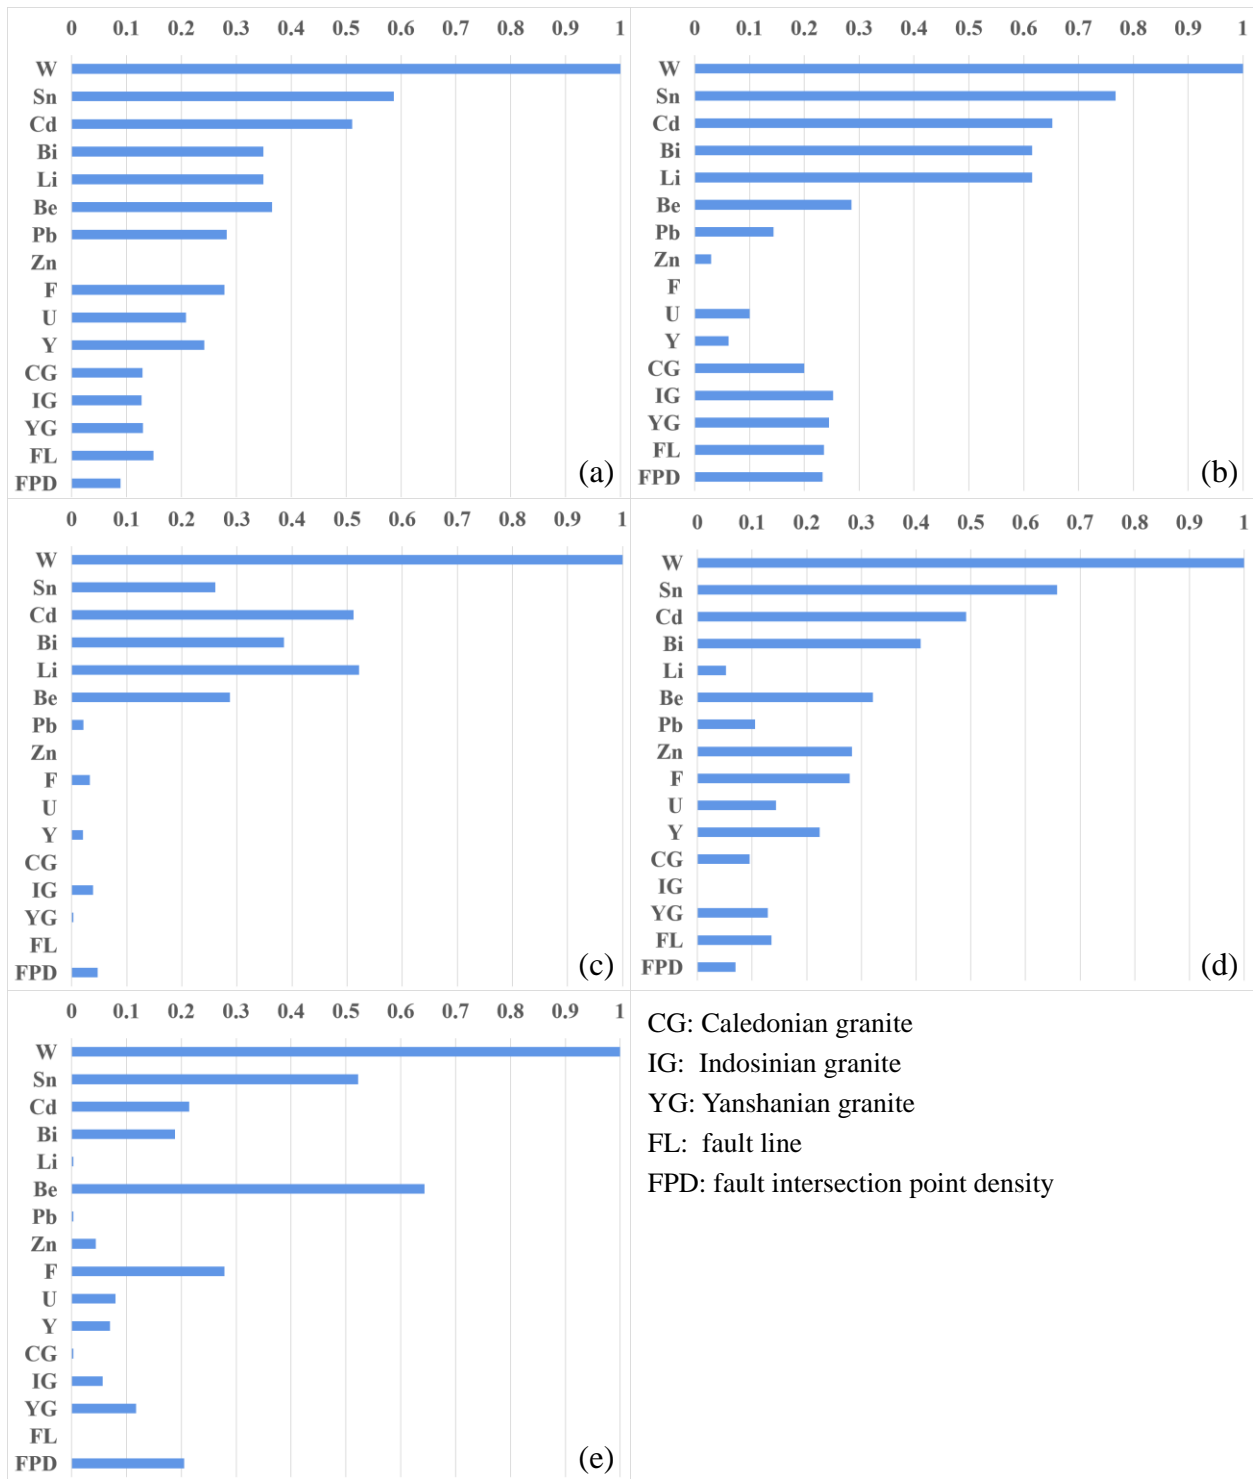 0 0.1 0.2 0.3 0.4 0.5 0.6 0.7 0.8 0.9 1
W
Sn
Cd
Bi
Li
Be
Pb
Zn
F
U
Y
CG
IG
YG
FL
FPD
(a)
0 0.1 0.2 0.3 0.4 0.5 0.6 0.7 0.8 0.9 1
W
Sn
Cd
Bi
Li
Be
Pb
Zn
F
U
Y
CG
IG
YG
FL
FPD
(b)
0 0.1 0.2 0.3 0.4 0.5 0.6 0.7 0.8 0.9 1
W
Sn
Cd
Bi
Li
Be
Pb
Zn
F
U
Y
CG
IG
YG
FL
FPD
(c)
0 0.1 0.2 0.3 0.4 0.5 0.6 0.7 0.8 0.9 1
W
Sn
Cd
Bi
Li
Be
Pb
Zn
F
U
Y
CG
IG
YG
FL
FPD
(d)
0 0.1 0.2 0.3 0.4 0.5 0.6 0.7 0.8 0.9 1
W
Sn
Cd
Bi
Li
Be
Pb
Zn
F
U
Y
CG
IG
YG
FL
FPD
(e)
CG: Caledonian granite
IG: Indosinian granite
YG: Yanshanian granite
FL: fault line
FPD: fault intersection point density